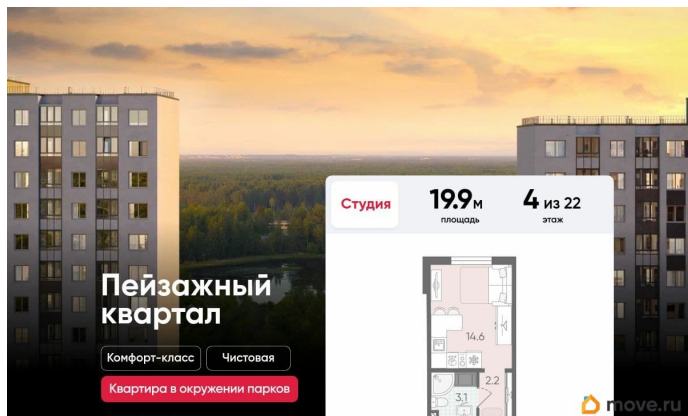 Студия
19.9 м
площадь
4 из 22
этаж
Пейзажный
квартал
Комфорт-класс
Чистовая
Квартира в окружении парков
14.6
2.2
3.1
move.ru